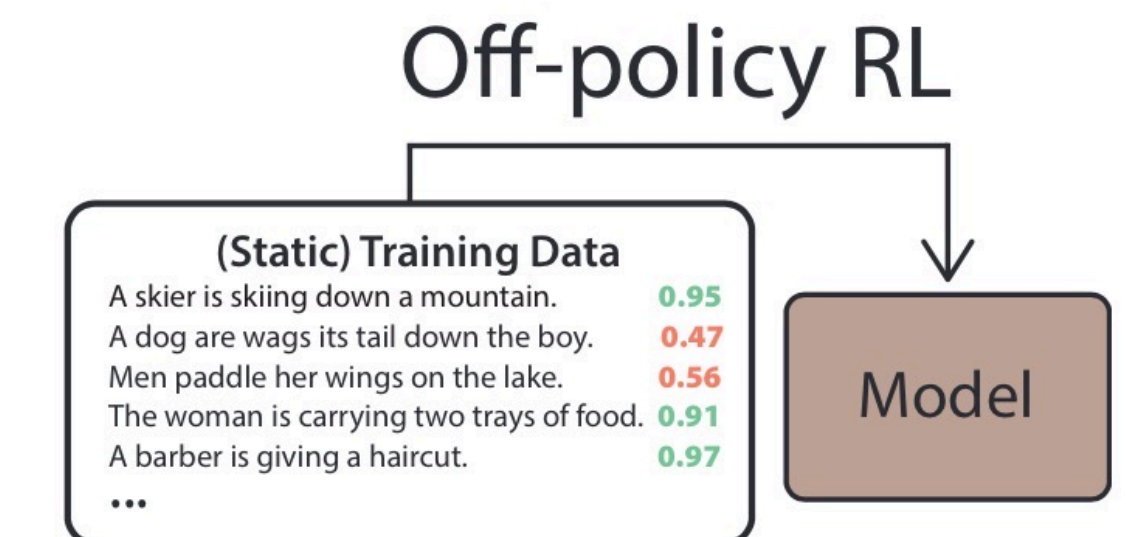 Off-policy RL
(Static) Training Data
A skier is skiing down a mountain. 0.95
A dog are wags its tail down the boy. 0.47
Men paddle her wings on the lake. 0.56
The woman is carrying two trays of food. 0.91
A barber is giving a haircut. 0.97
...
Model